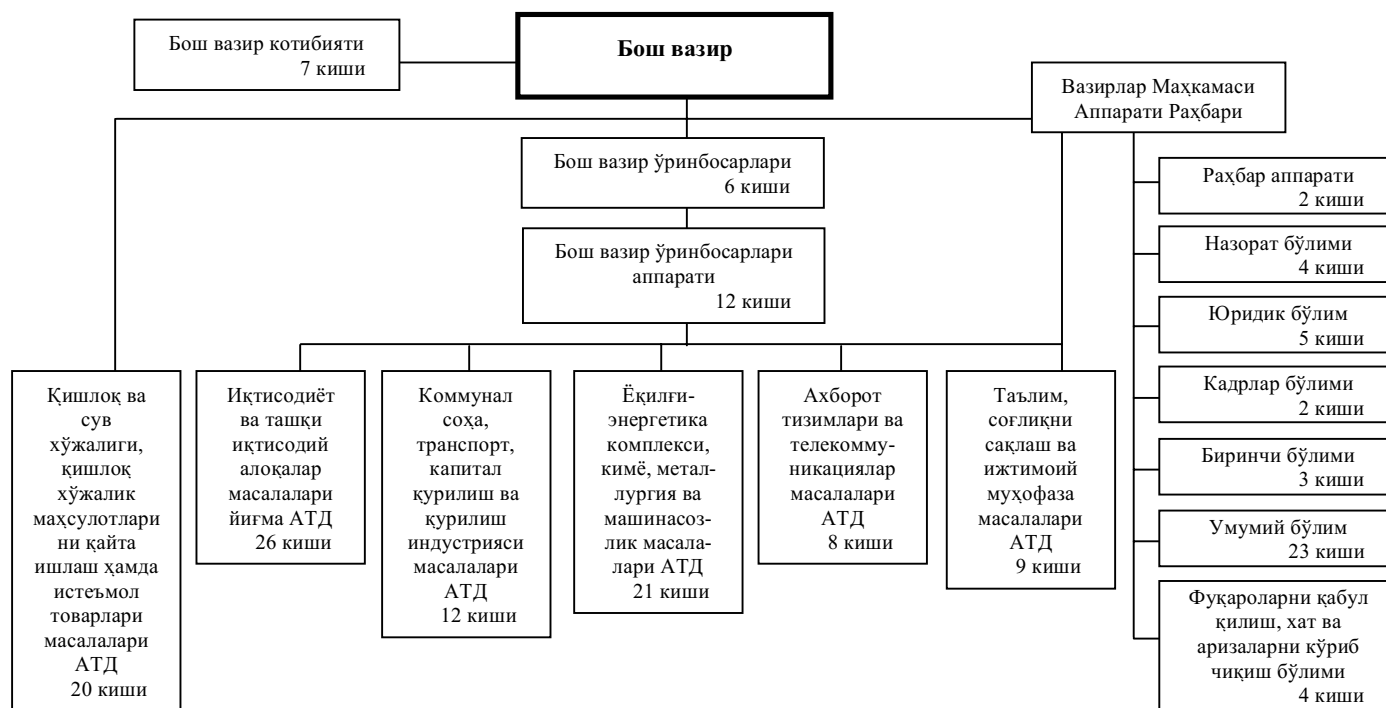 Бош вазир котибияти
7 киши
Бош вазир
Вазирлар Маҳкамаси
Аппарати Раҳбари
Бош вазир ўринбосарлари
6 киши
Бош вазир ўринбосарлари
аппарати
12 киши
Раҳбар аппарати
2 киши
Назорат бўлими
4 киши
Юридик бўлим
5 киши
Кадрлар бўлими
2 киши
Биринчи бўлими
3 киши
Умумий бўлим
23 киши
Фуқароларни қабул
қилиш, хат ва
аризаларни кўриб
чиқиш бўлими
4 киши
Қишлоқ ва
сув
хўжалиги,
қишлоқ
хўжалик
маҳсулотлари
ни қайта
ишлаш ҳамда
истеъмол
товарлари
масалалари
АТД
20 киши
Иқтисодиёт
ва ташқи
иқтисодий
алоқалар
масалалари
йиғма АТД
26 киши
Коммунал
соҳа,
транспорт,
капитал
қурилиш ва
қурилиш
индустрияси
масалалари
АТД
12 киши
Ёқилғи-
энергетика
комплекси,
кимё, метал-
лургия ва
машинасоз-
лик масала-
лари АТД
21 киши
Ахборот
тизимлари ва
телекомму-
никациялар
масалалари
АТД
8 киши
Таълим,
соғлиқни
сақлаш ва
ижтимоий
муҳофаза
масалалари
АТД
9 киши